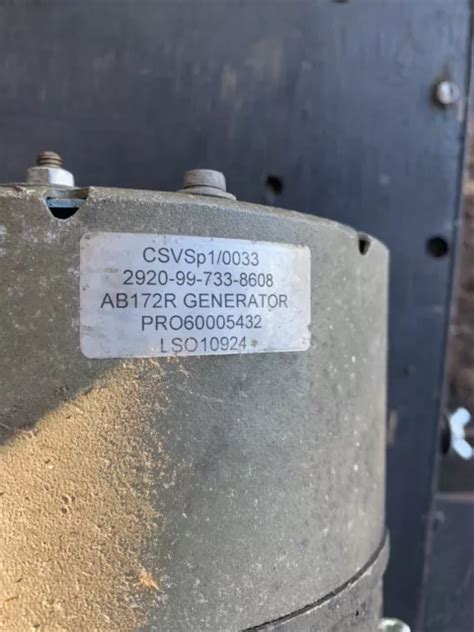 CSVSp1/0033
2920-99-733-8608
AB172R GENERATOR
PRO60005432
LSO10924